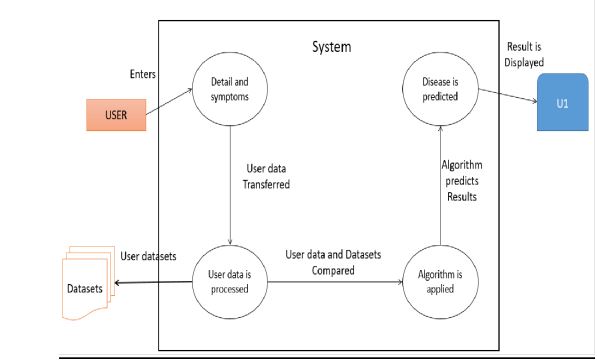 System
Result is
Displayed
Enters
Detail and
symptoms
Disease is
predicted
USER
U1
User data
Transferred
Algorithm
predicts
Results
User datasets
User data and Datasets
Compared
Datasets
User data is
processed
Algorithm is
applied